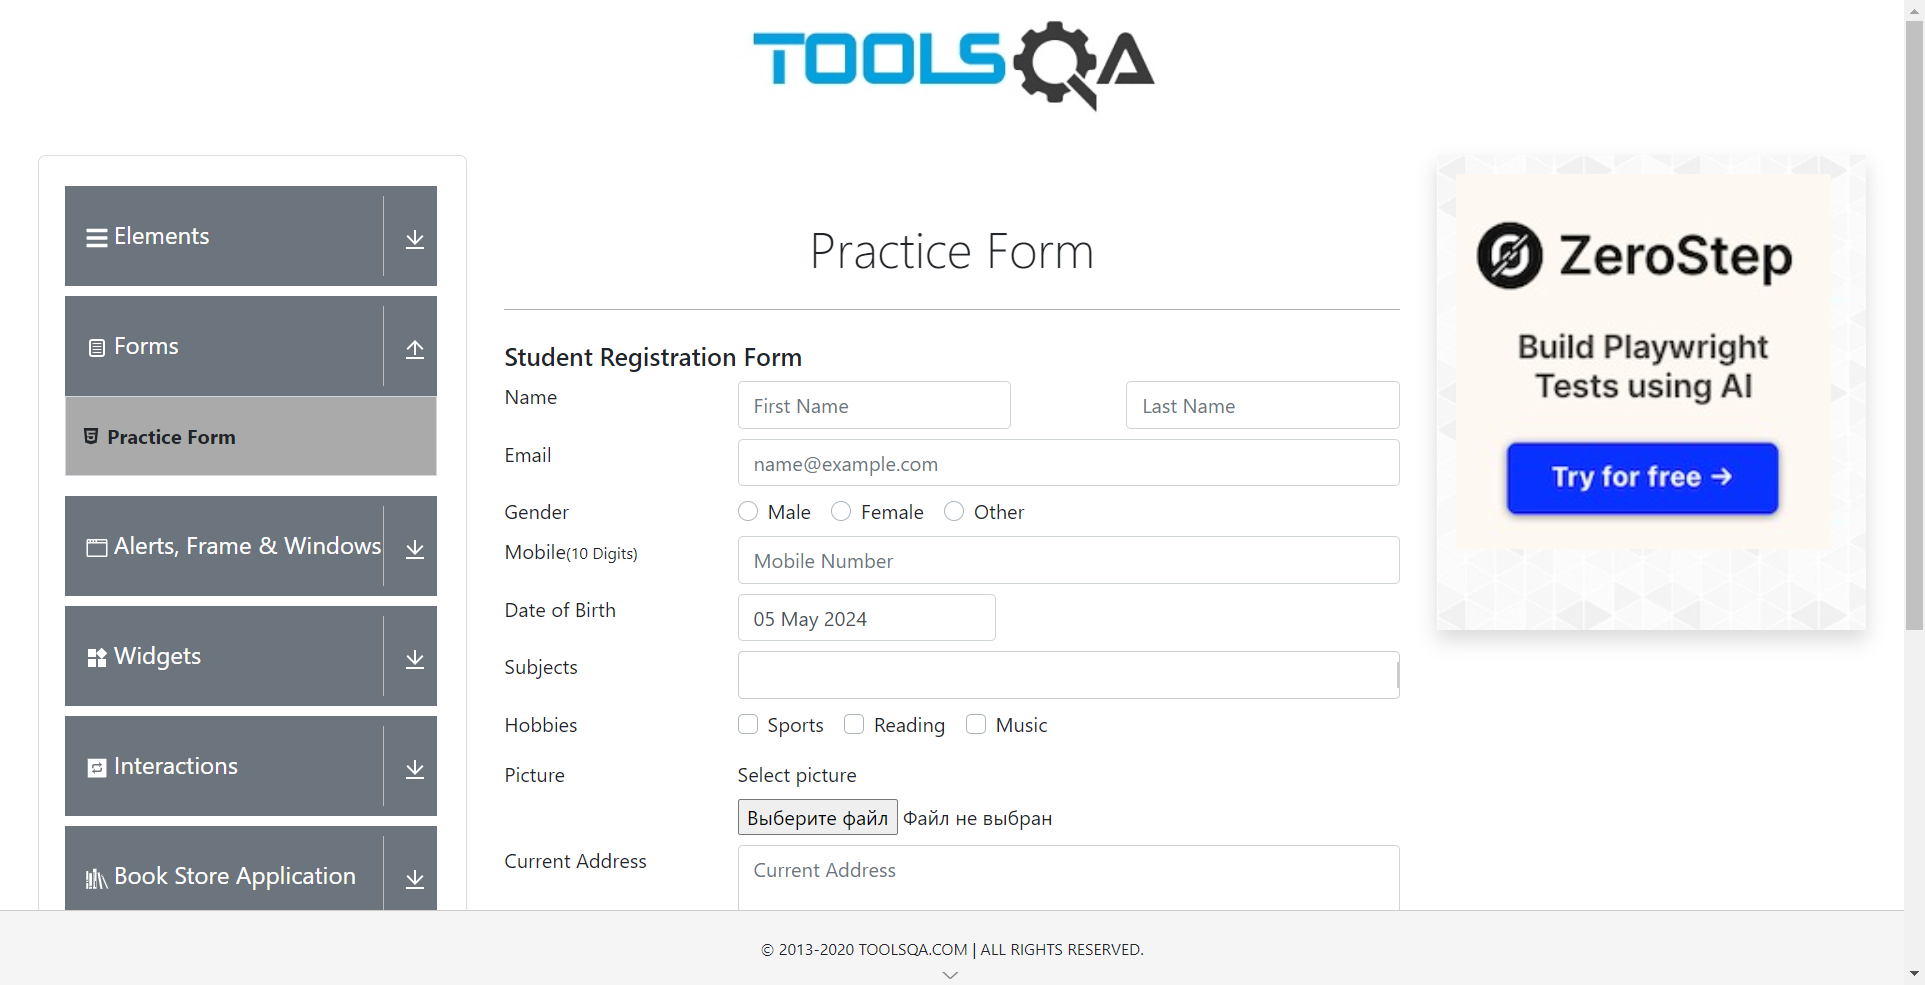 TOOLSQA
Elements
Forms
Practice Form
Alerts, Frame & Windows
Widgets
Interactions
Book Store Application
Practice Form
Student Registration Form
Name
First Name
Last Name
Email
name@example.com
Gender
Male
Female
Other
Mobile(10 Digits)
Mobile Number
Date of Birth
05 May 2024
Subjects
Hobbies
Sports
Reading
Music
Picture
Select picture
Выберите файл Файл не выбран
Current Address
Current Address
ZeroStep
Build Playwright
Tests using AI
Try for free →
© 2013-2020 TOOLSQA.COM | ALL RIGHTS RESERVED.